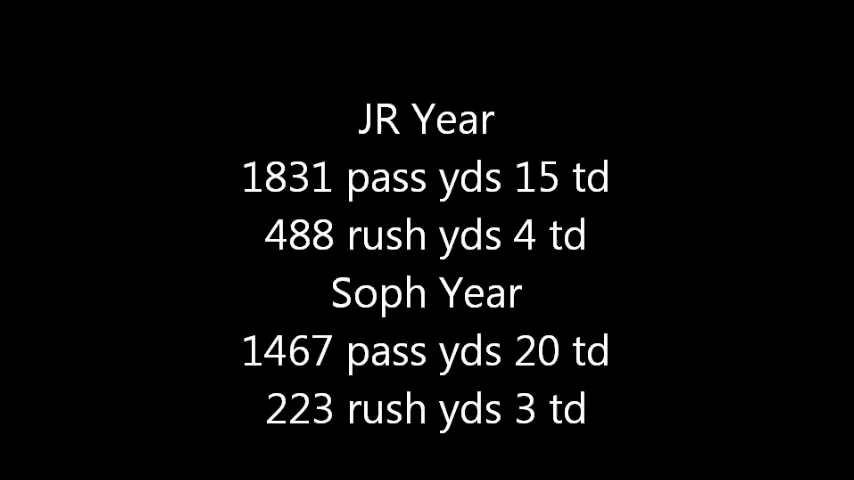 JR Year
1831 pass yds 15 td
488 rush yds 4 td
Soph Year
1467 pass yds 20 td
223 rush yds 3 td